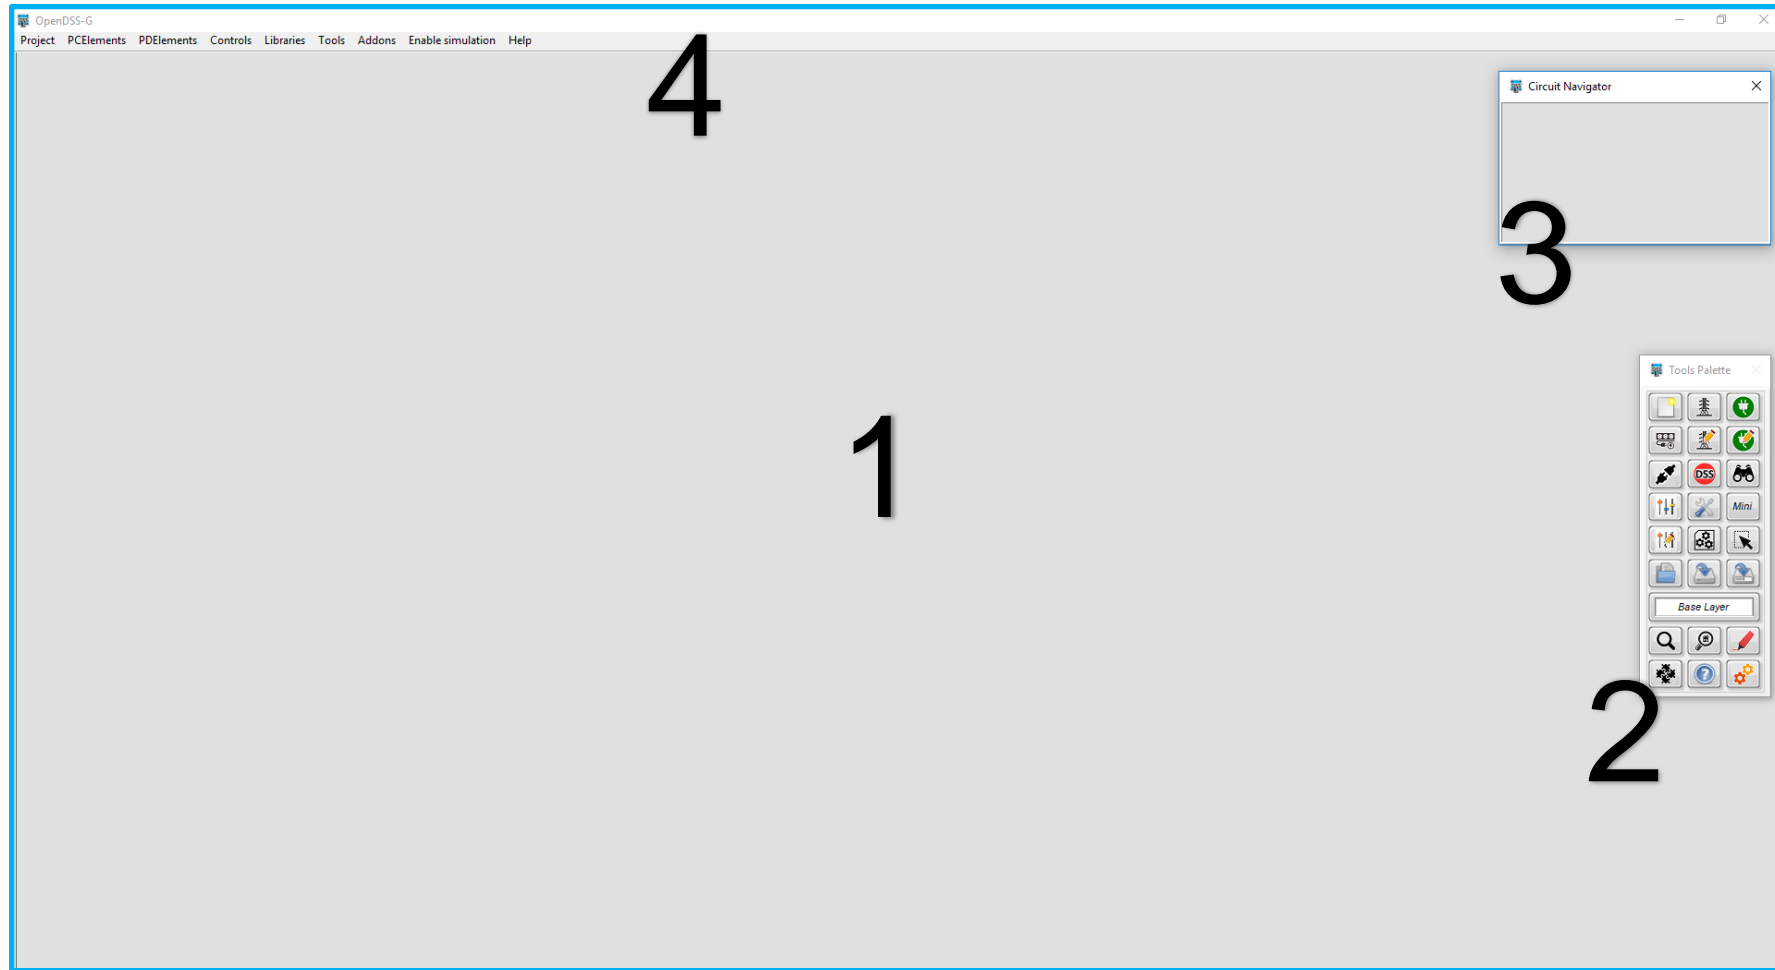 OpenDSS-G
Project PCElements PDElements Controls Libraries Tools Addons Enable simulation Help
4
Circuit Navigator
3
Tools Palette
1
DSS
Mini
Base Layer
2